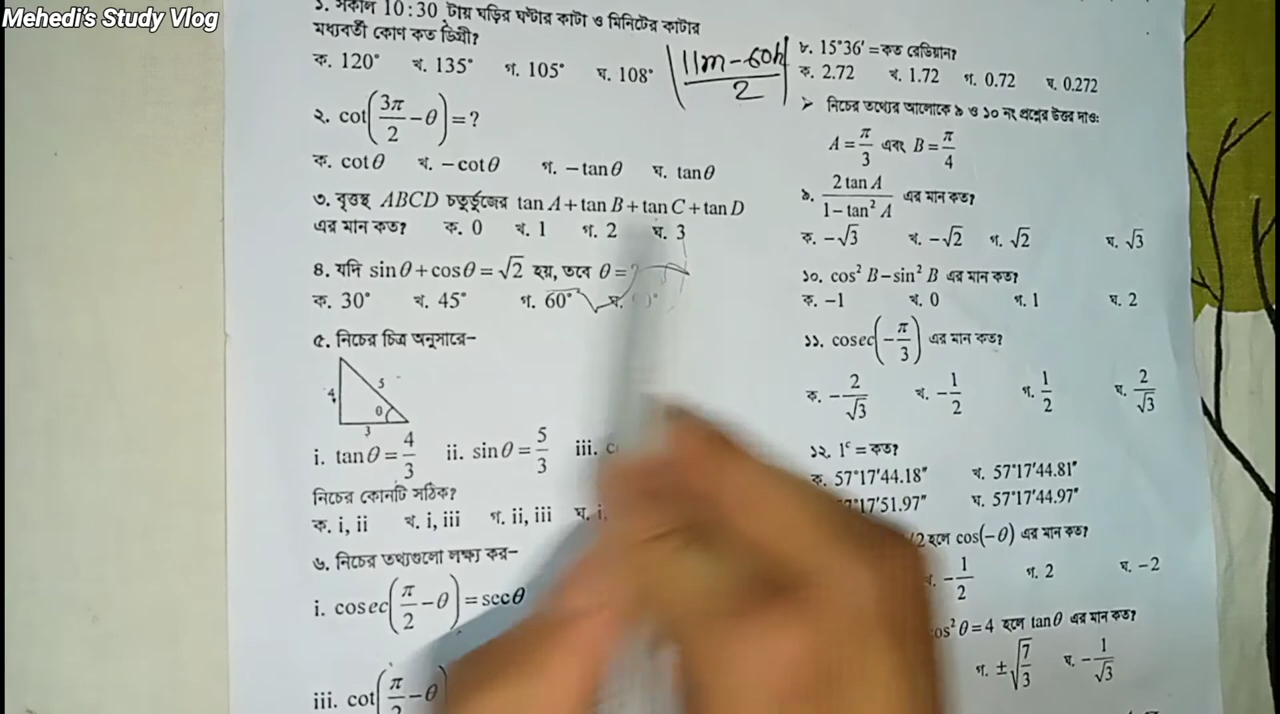 Mehedi's Study Vlog
১. সকাল 10:30 টায় ঘড়ির ঘণ্টার কাটা ও মিনিটের কাটার
মধ্যবর্তী কোণ কত ডিগ্রী?
ক. 120° খ. 135° গ. 105° ঘ. 108°
|11m-60h/2|
২. cot(3π/2 − θ) = ?
ক. cotθ খ. −cotθ গ. −tanθ ঘ. tanθ
৩. বৃত্তস্থ ABCD চতুর্ভুজের tan A + tan B + tan C + tan D
এর মান কত? ক. 0 খ. 1 গ. 2 ঘ. 3
৪. যদি sinθ + cosθ = √2 হয়, তবে θ = ?
ক. 30° খ. 45° গ. 60° ঘ.
৫. নিচের চিত্র অনুসারে–
4 5 θ 3
i. tanθ = 4/3 ii. sinθ = 5/3 iii.
নিচের কোনটি সঠিক?
ক. i, ii খ. i, iii গ. ii, iii ঘ. i,
৬. নিচের তথ্যগুলো লক্ষ্য কর–
i. cosec(π/2 − θ) = secθ
iii. cot(π/2 − θ)
৮. 15°36′ = কত রেডিয়ান?
ক. 2.72 খ. 1.72 গ. 0.72 ঘ. 0.272
➢ নিচের তথ্যের আলোকে ৯ ও ১০ নং প্রশ্নের উত্তর দাও:
A = π/3 এবং B = π/4
৯. 2 tan A/1 − tan² A এর মান কত?
ক. −√3 খ. −√2 গ. √2 ঘ. √3
১০. cos² B − sin² B এর মান কত?
ক. −1 খ. 0 গ. 1 ঘ. 2
১১. cosec(−π/3) এর মান কত?
ক. −2/√3 খ. −1/2 গ. 1/2 ঘ. 2/√3
১২. 1ᶜ = কত?
ক. 57°17′44.18″ খ. 57°17′44.81″
7°17′51.97″ ঘ. 57°17′44.97″
/2 হলে cos(−θ) এর মান কত?
খ. −1/2 গ. 2 ঘ. −2
cos²θ = 4 হলে tanθ এর মান কত?
গ. ±√7/3 ঘ. −1/√3